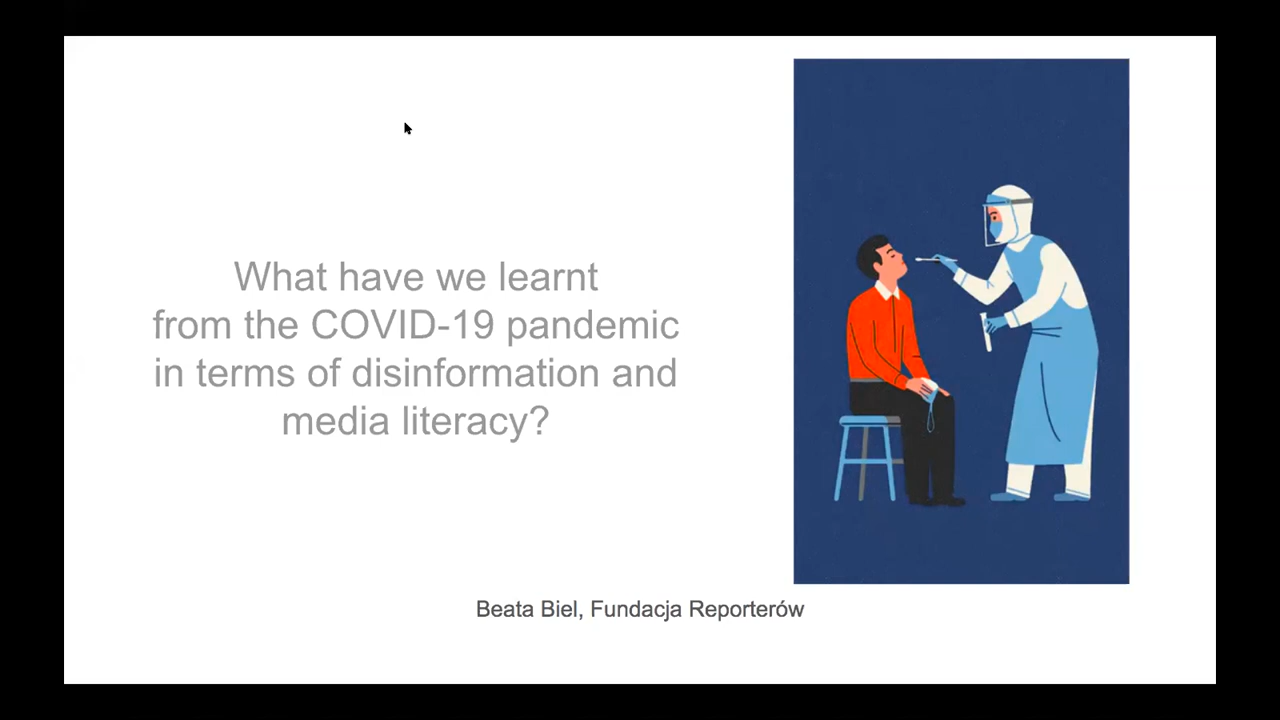 What have we learnt
from the COVID-19 pandemic
in terms of disinformation and
media literacy?
Beata Biel, Fundacja Reporterów